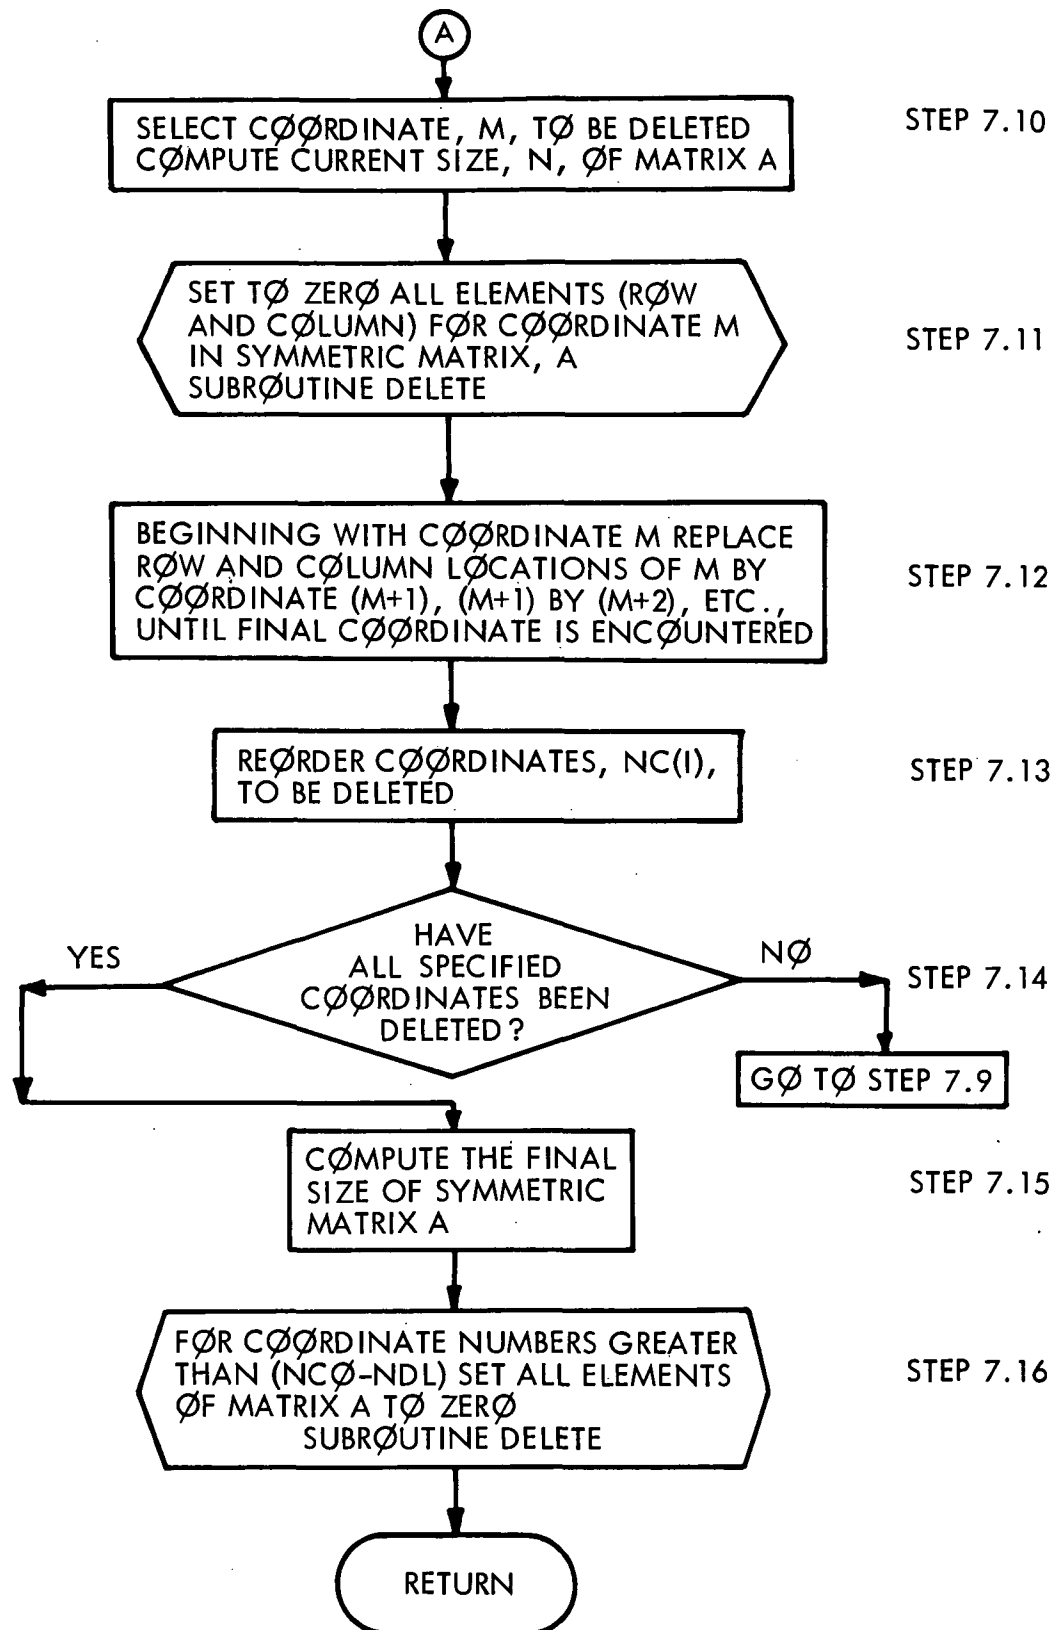 A
SELECT CØØRDINATE, M, TØ BE DELETED
CØMPUTE CURRENT SIZE, N, ØF MATRIX A
STEP 7.10
SET TØ ZERØ ALL ELEMENTS (RØW
AND CØLUMN) FØR CØØRDINATE M
IN SYMMETRIC MATRIX, A
SUBRØUTINE DELETE
STEP 7.11
BEGINNING WITH CØØRDINATE M REPLACE
RØW AND CØLUMN LØCATIONS OF M BY
CØØRDINATE (M+1), (M+1) BY (M+2), ETC.,
UNTIL FINAL CØØRDINATE IS ENCØUNTERED
STEP 7.12
REØRDER CØØRDINATES, NC(I),
TO BE DELETED
STEP 7.13
HAVE
ALL SPECIFIED
CØØRDINATES BEEN
DELETED?
YES
NØ
STEP 7.14
GØ TØ STEP 7.9
CØMPUTE THE FINAL
SIZE OF SYMMETRIC
MATRIX A
STEP 7.15
FØR CØØRDINATE NUMBERS GREATER
THAN (NCØ-NDL) SET ALL ELEMENTS
ØF MATRIX A TØ ZERØ
SUBRØUTINE DELETE
STEP 7.16
RETURN